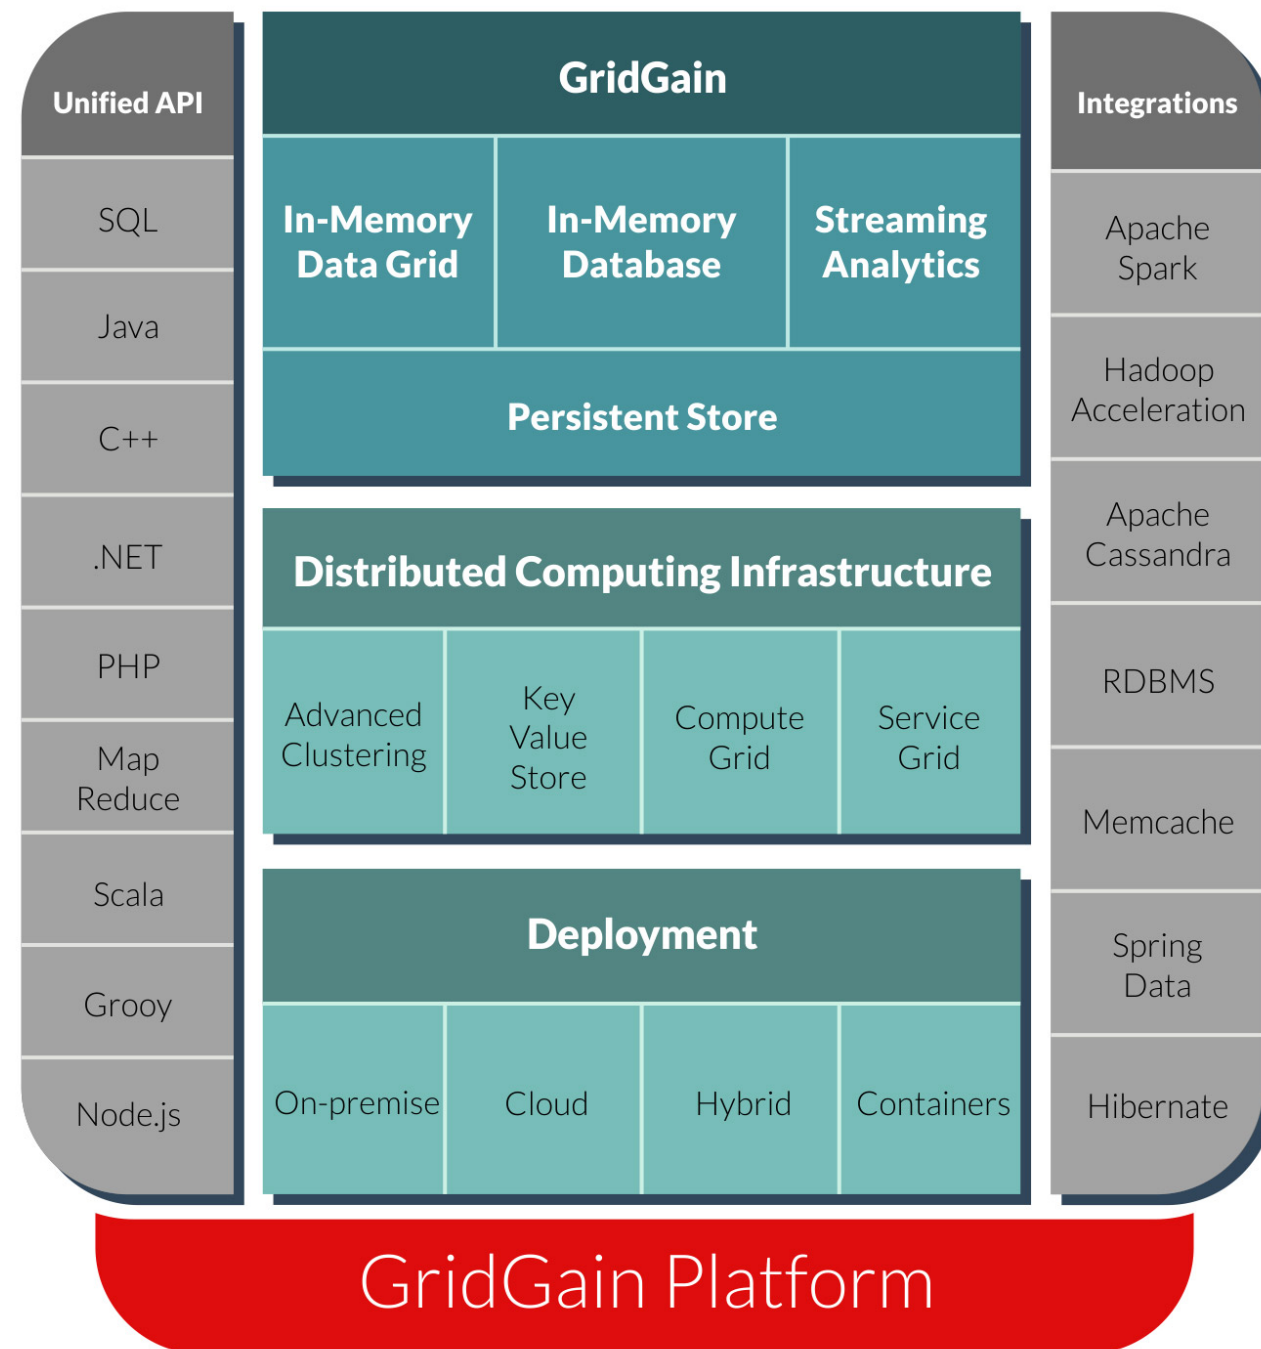 Unified API
SQL
Java
C++
.NET
PHP
Map
Reduce
Scala
Grooy
Node.js
GridGain
In-Memory
Data Grid
In-Memory
Database
Streaming
Analytics
Persistent Store
Distributed Computing Infrastructure
Advanced
Clustering
Key
Value
Store
Compute
Grid
Service
Grid
Deployment
On-premise
Cloud
Hybrid
Containers
Integrations
Apache
Spark
Hadoop
Acceleration
Apache
Cassandra
RDBMS
Memcache
Spring
Data
Hibernate
GridGain Platform